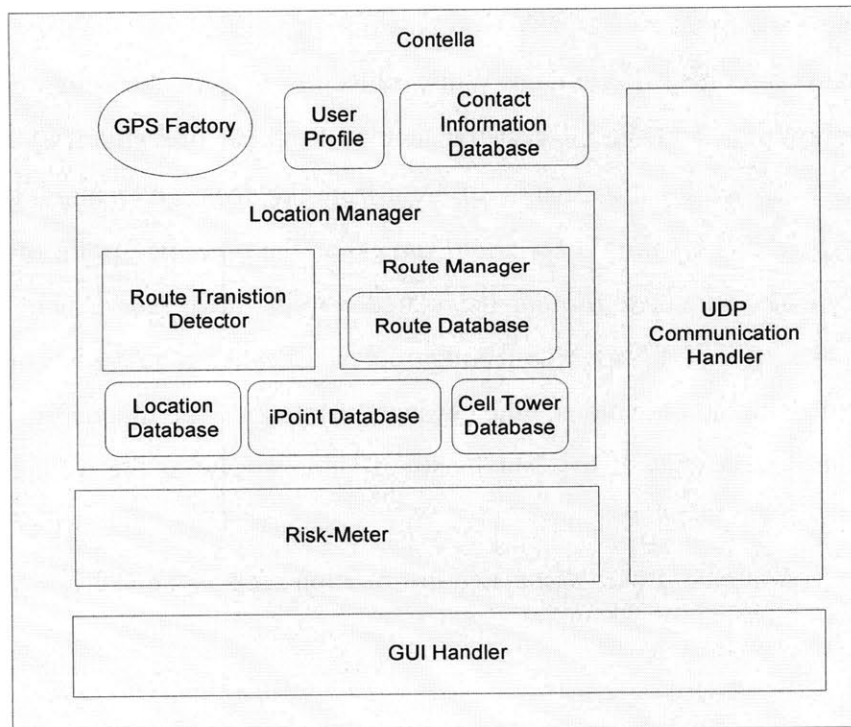 Contella
GPS Factory
User
Profile
Contact
Information
Database
Location Manager
Route Tranistion
Detector
Route Manager
Route Database
Location
Database
iPoint Database
Cell Tower
Database
UDP
Communication
Handler
Risk-Meter
GUI Handler